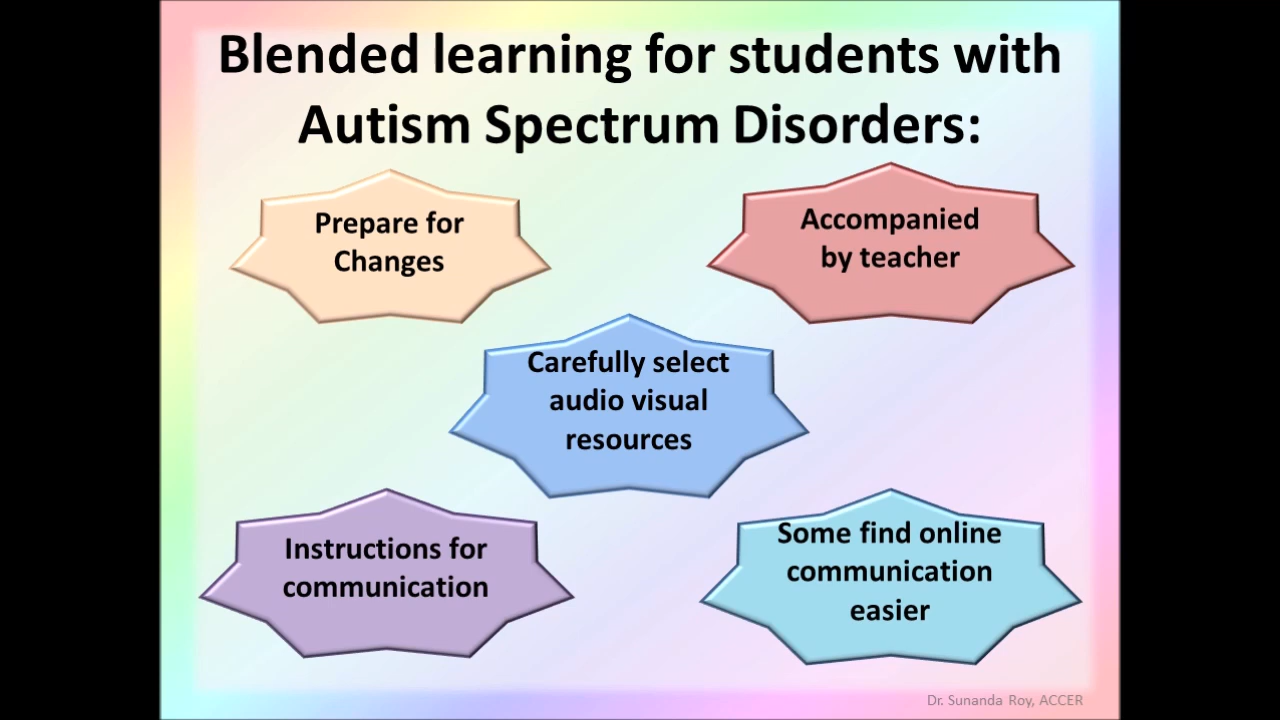 Blended learning for students with
Autism Spectrum Disorders:
Prepare for
Changes
Accompanied
by teacher
Carefully select
audio visual
resources
Instructions for
communication
Some find online
communication
easier
Dr. Sunanda Roy, ACCER